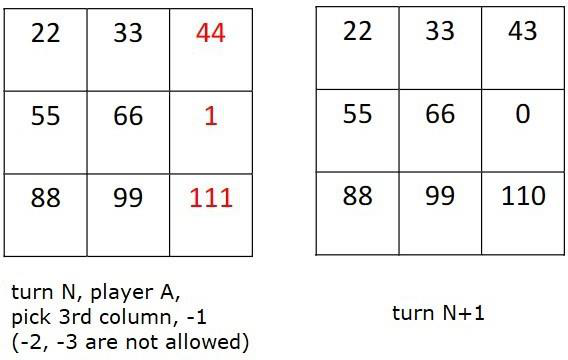 22 33 44
55 66 1
88 99 111
turn N, player A,
pick 3rd column, -1
(-2, -3 are not allowed)
22 33 43
55 66 0
88 99 110
turn N+1